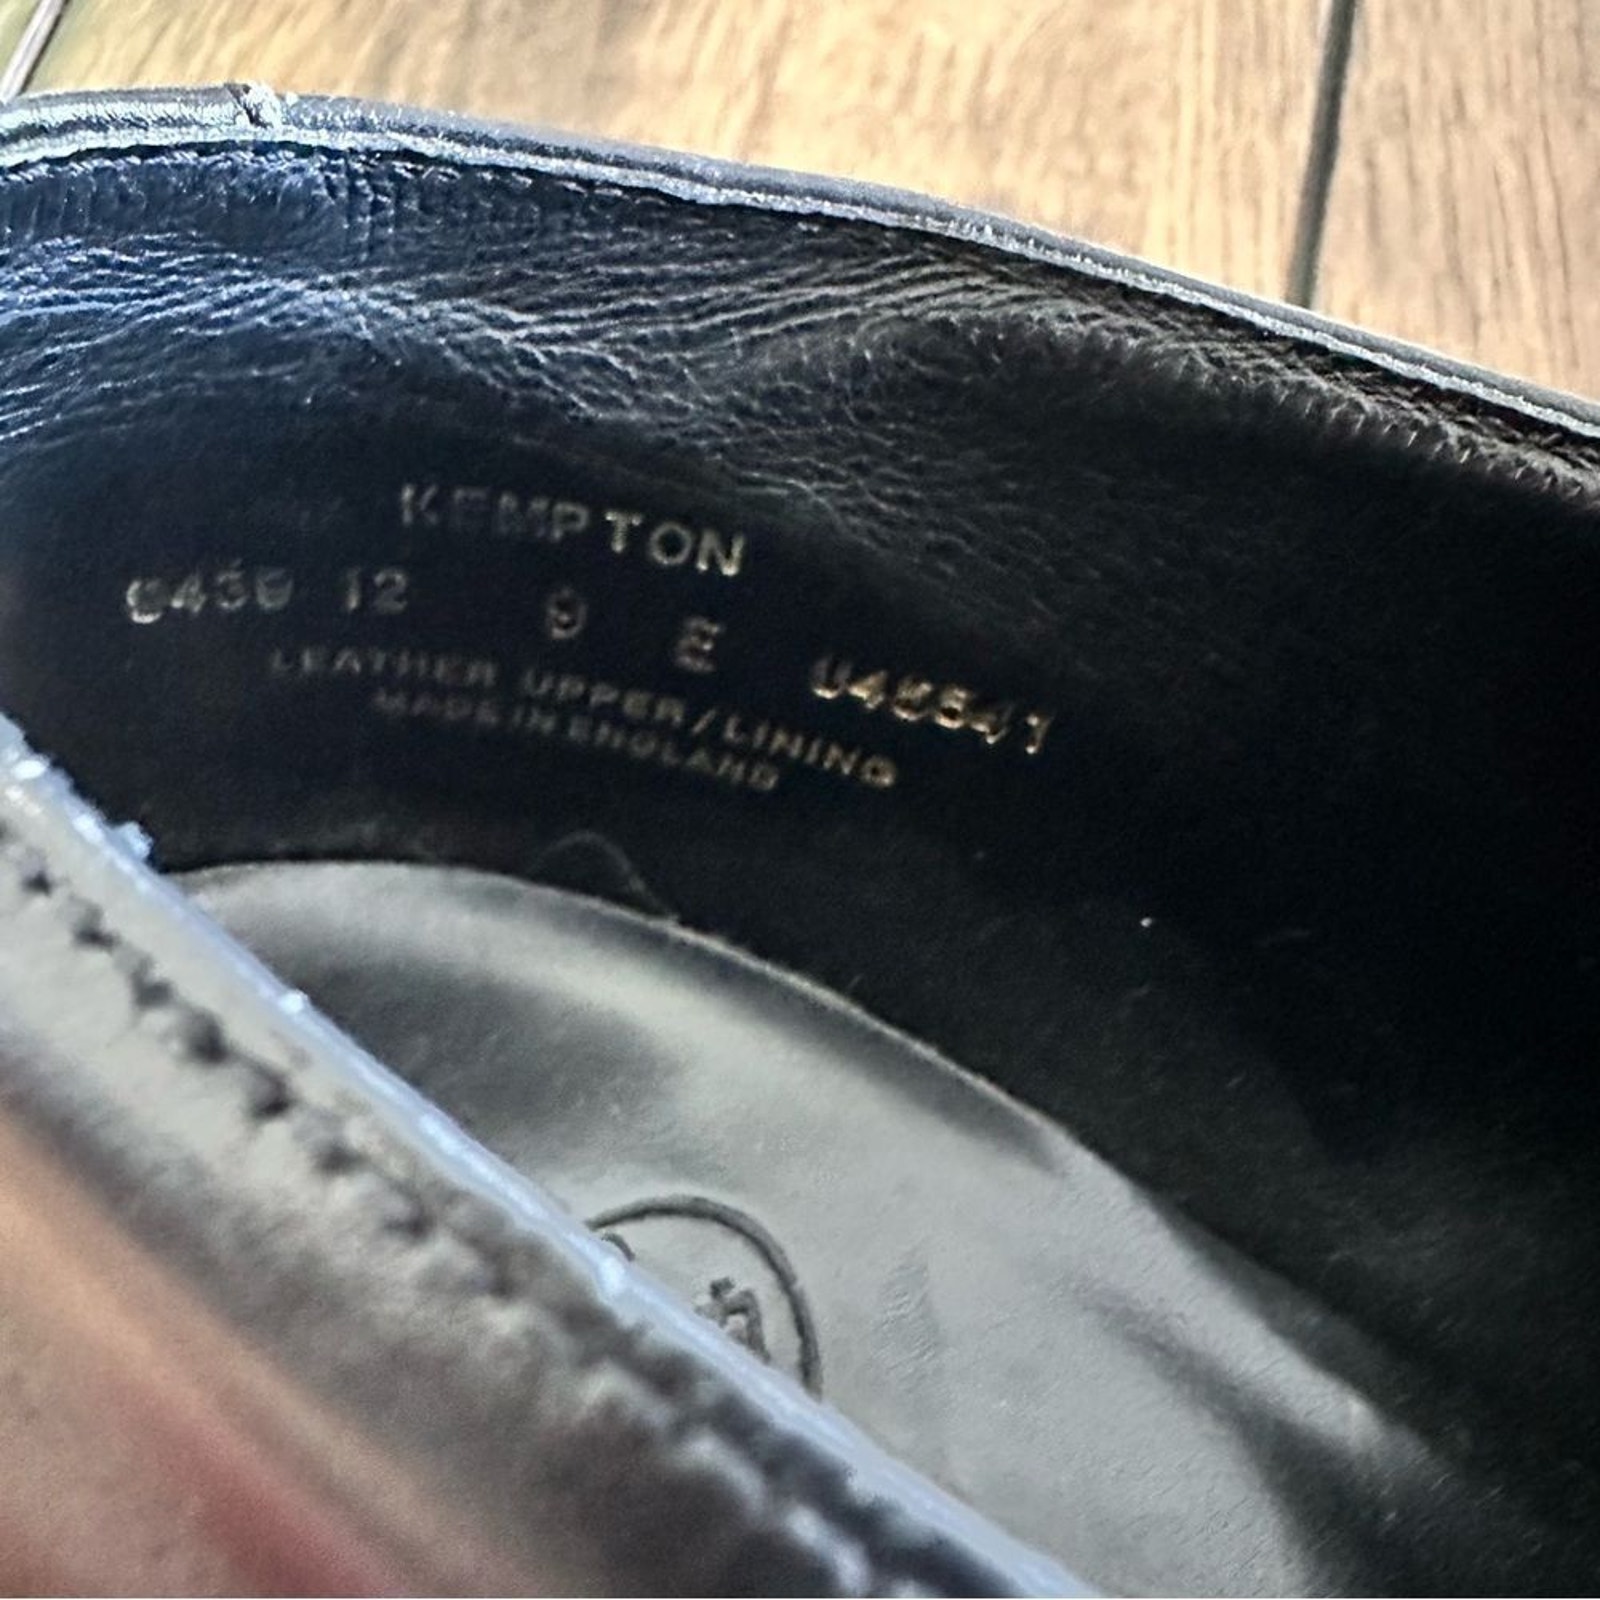 KEMPTON
12 9 E
LEATHER UPPER/LINING
MADE IN ENGLAND